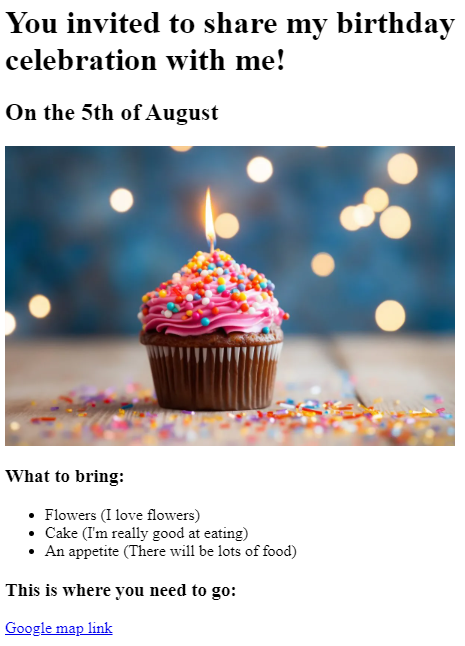 You invited to share my birthday
celebration with me!
On the 5th of August
What to bring:
Flowers (I love flowers)
Cake (I'm really good at eating)
An appetite (There will be lots of food)
This is where you need to go:
Google map link